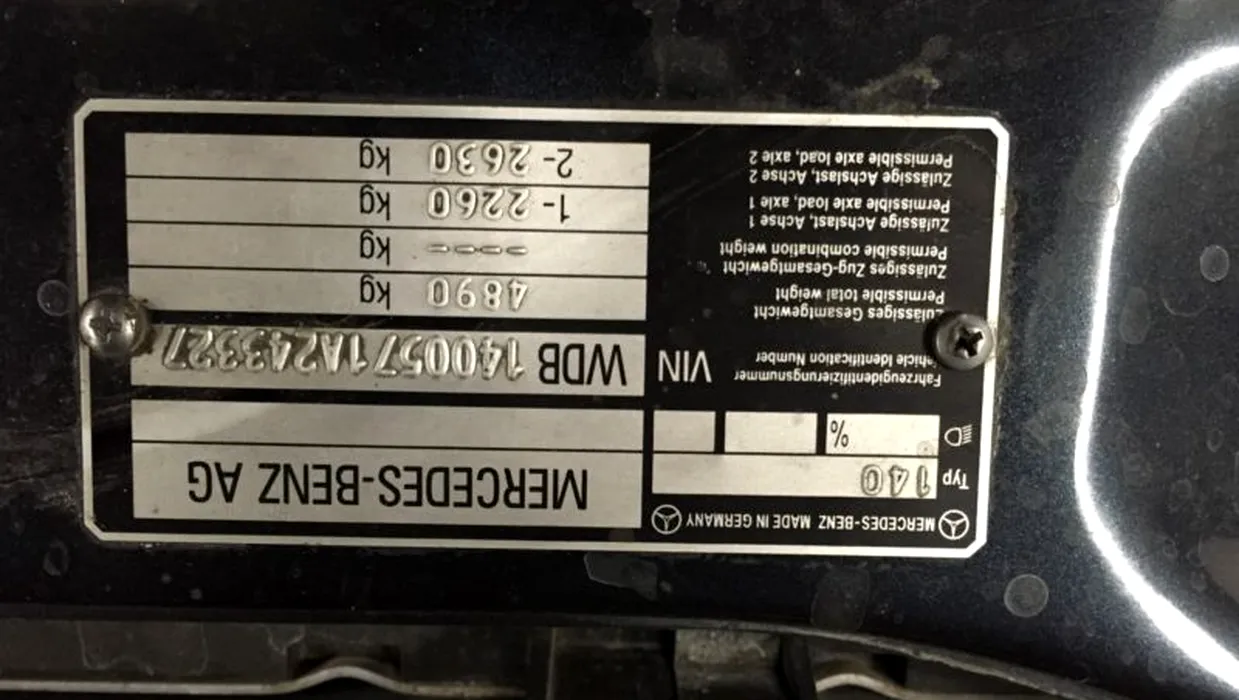 MERCEDES-BENZ MADE IN GERMANY
Typ 140
%
MERCEDES-BENZ AG
Fahrzeugidentifizierungsnummer
Vehicle Identification Number
VIN
WDB 1400571A243327
Zulässiges Gesamtgewicht
Permissible total weight
4890 kg
Zulässiges Zug-Gesamtgewicht
Permissible combination weight
---- kg
Zulässige Achslast, Achse 1
Permissible axle load, axle 1
1- 2260 kg
Zulässige Achslast, Achse 2
Permissible axle load, axle 2
2- 2630 kg